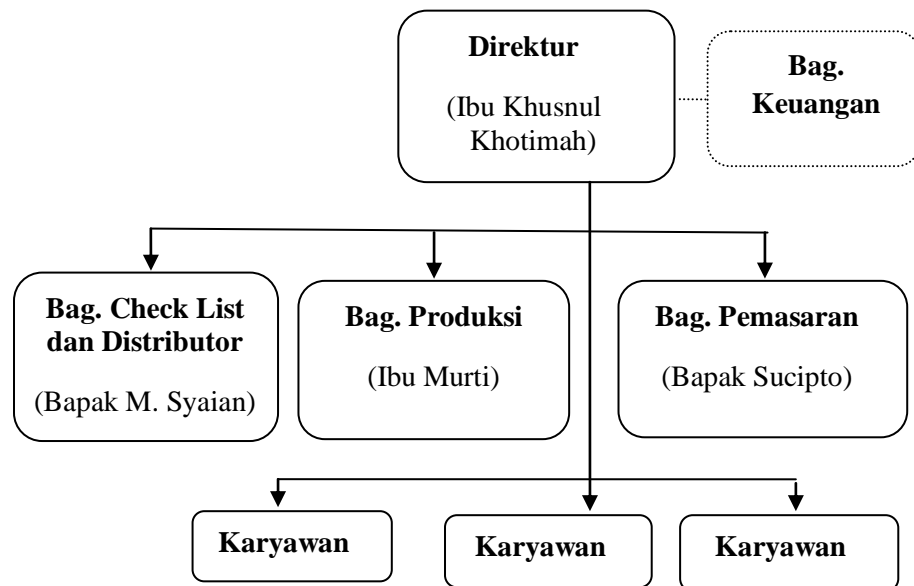 Direktur
(Ibu Khusnul
Khotimah)
Bag.
Keuangan
Bag. Check List
dan Distributor
(Bapak M. Syaian)
Bag. Produksi
(Ibu Murti)
Bag. Pemasaran
(Bapak Sucipto)
Karyawan
Karyawan
Karyawan